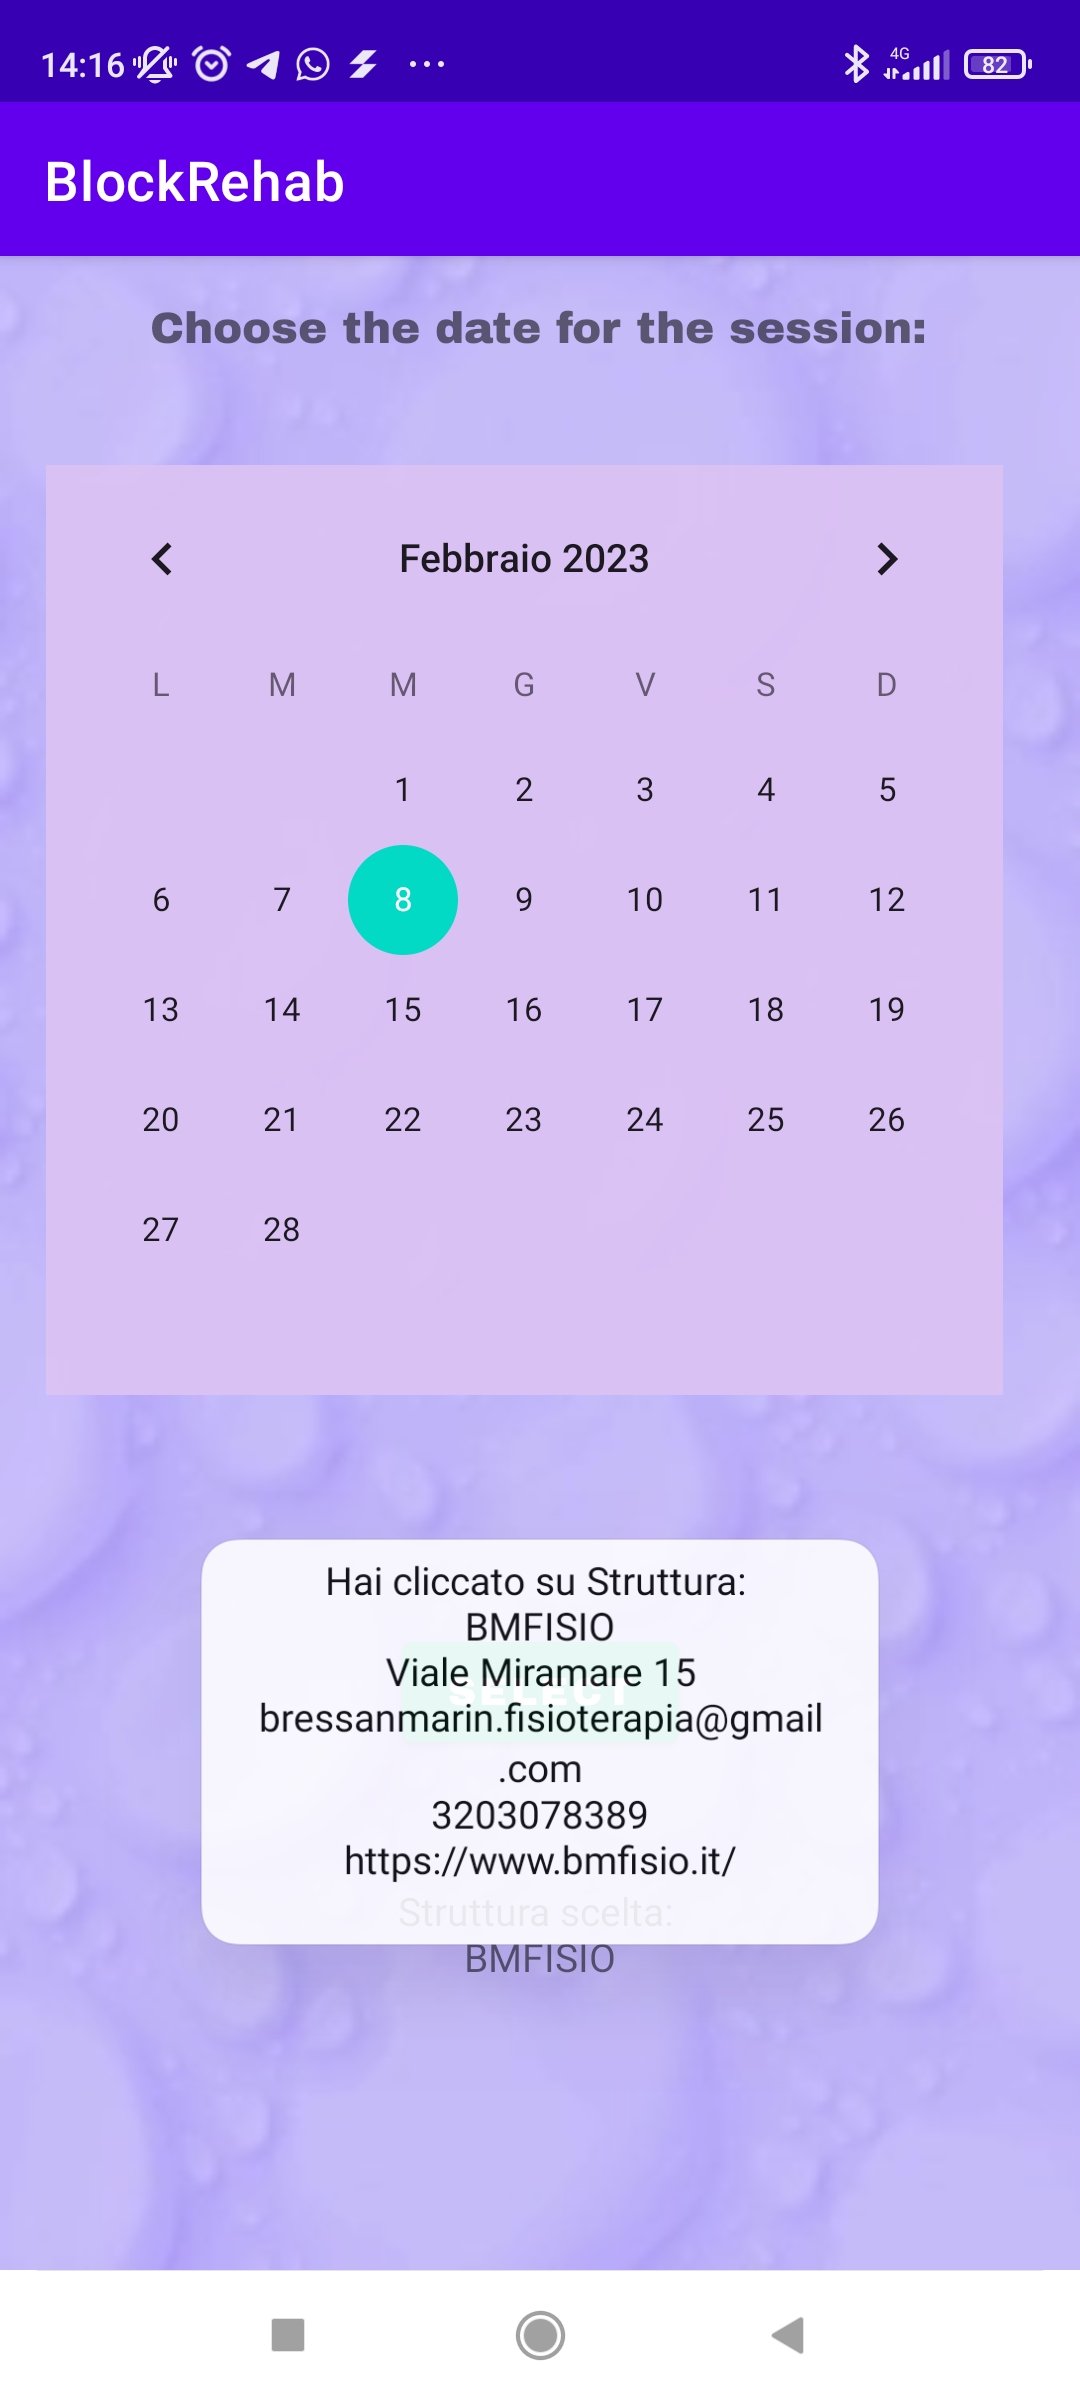 14:16 4G 82
BlockRehab
Choose the date for the session:
Febbraio 2023
L M M G V S D
1 2 3 4 5
6 7 8 9 10 11 12
13 14 15 16 17 18 19
20 21 22 23 24 25 26
27 28
Hai cliccato su Struttura:
BMFISIO
Viale Miramare 15
SELECT
bressanmarin.fisioterapia@gmail
.com
3203078389
https://www.bmfisio.it/
Struttura scelta:
BMFISIO